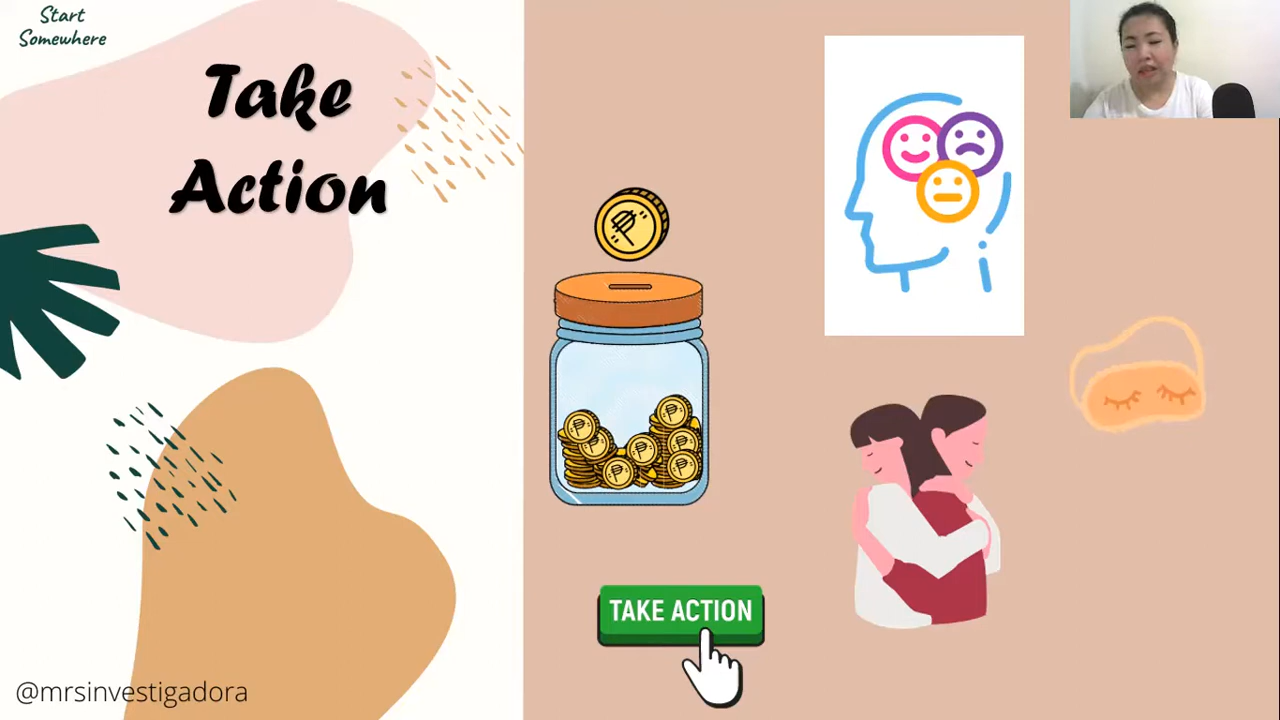 Start
Somewhere
Take
Action
TAKE ACTION
@mrsinvestigadora